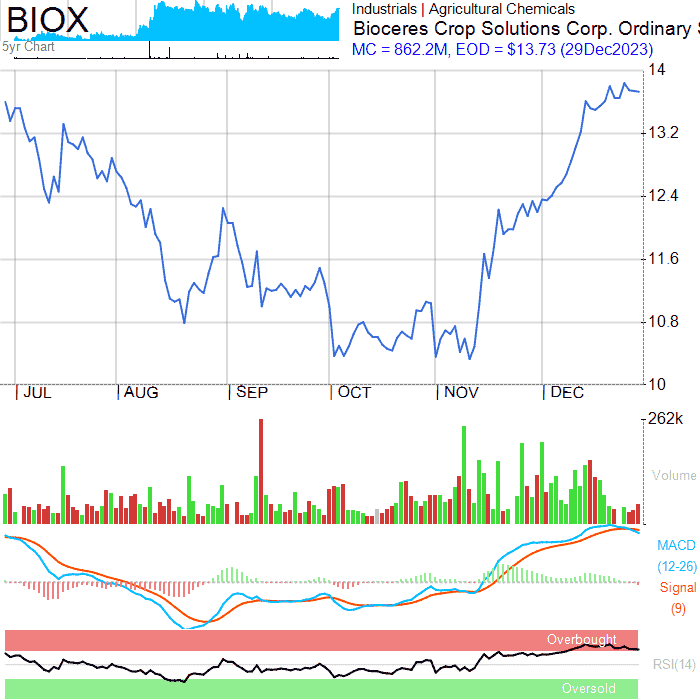 BIOX
5yr Chart
Industrials | Agricultural Chemicals
Bioceres Crop Solutions Corp. Ordinary S
MC = 862.2M, EOD = $13.73 (29Dec2023)
14
13.2
12.4
11.6
10.8
10
JUL AUG SEP OCT NOV DEC
262k
Volume
MACD
(12-26)
Signal
(9)
Overbought
RSI(14)
Oversold